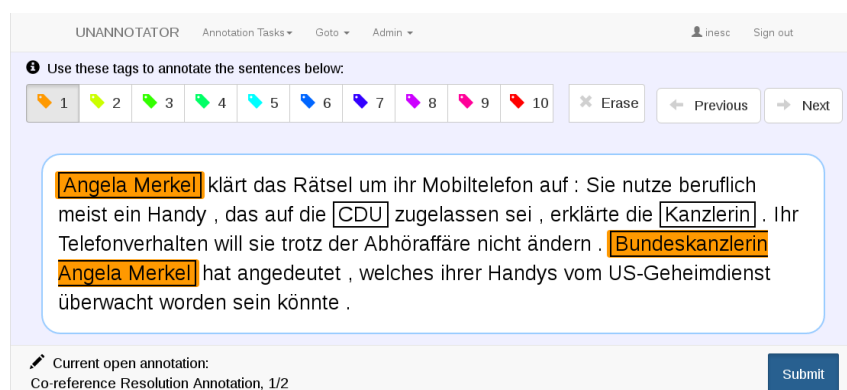 UNANNOTATOR Annotation Tasks Goto Admin inesc Sign out
Use these tags to annotate the sentences below:
1 2 3 4 5 6 7 8 9 10 Erase Previous Next
Angela Merkel klärt das Rätsel um ihr Mobiltelefon auf : Sie nutze beruflich
meist ein Handy , das auf die CDU zugelassen sei , erklärte die Kanzlerin . Ihr
Telefonverhalten will sie trotz der Abhöraffäre nicht ändern . Bundeskanzlerin
Angela Merkel hat angedeutet , welches ihrer Handys vom US-Geheimdienst
überwacht worden sein könnte .
Current open annotation:
Co-reference Resolution Annotation, 1/2
Submit